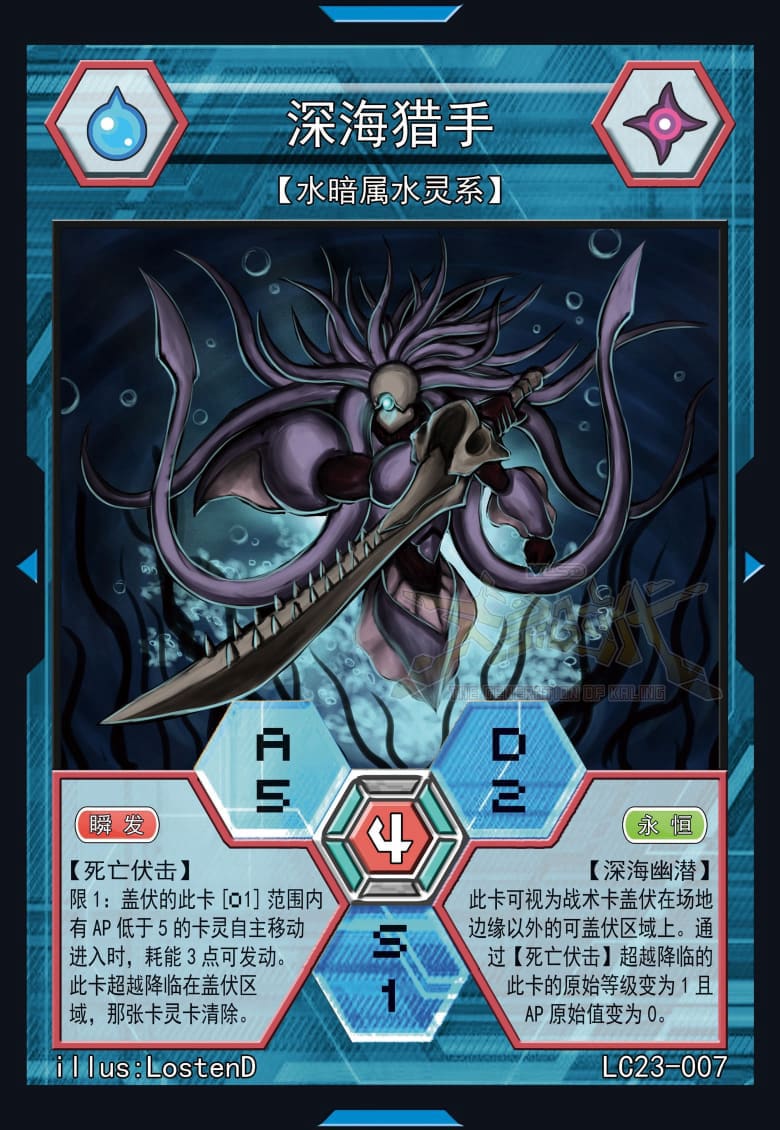 深海猎手
【水暗属水灵系】
THE GENERATION OF KALING
A
5
D
2
4
S
1
瞬发
【死亡伏击】
限1：盖伏的此卡[O1]范围内
有AP低于5的卡灵自主移动
进入时，耗能3点可发动。
此卡超越降临在盖伏区
域，那张卡灵卡清除。
永恒
【深海幽潜】
此卡可视为战术卡盖伏在场地
边缘以外的可盖伏区域上。通
过【死亡伏击】超越降临的
此卡的原始等级变为1且
AP原始值变为0。
illus:LostenD
LC23-007